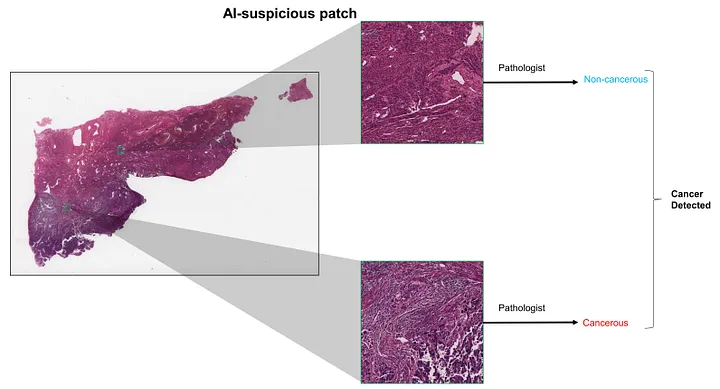 AI-suspicious patch
Pathologist
Non-cancerous
Cancer
Detected
Pathologist
Cancerous